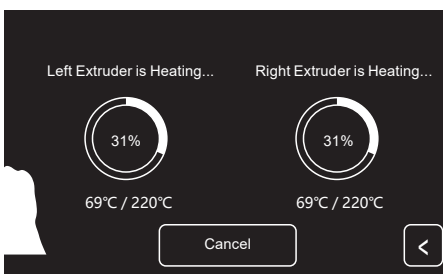 Left Extruder is Heating... Right Extruder is Heating...
31% 31%
69℃ / 220℃ 69℃ / 220℃
Cancel <